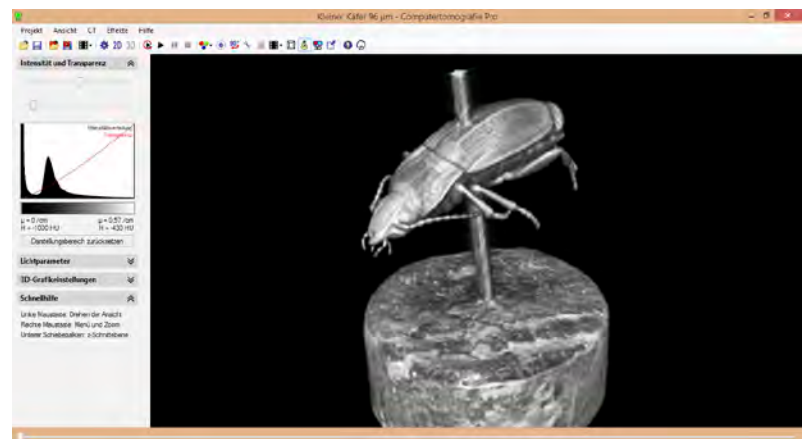 Kleiner Käfer 96 µm - Computertomografie Pro
Projekt Ansicht CT Effekte Hilfe
2D 3D
Intensität und Transparenz
µ = 0 /cm µ = 0.57 /cm
H = -1000 HU H = -430 HU
Darstellungsbereich zurücksetzen
Lichtparameter
3D-Grafikeinstellungen
Schnellhilfe
Linke Maustaste: Drehen der Ansicht
Rechte Maustaste: Menü und Zoom
Unterer Schiebebalken: z-Schnittebene